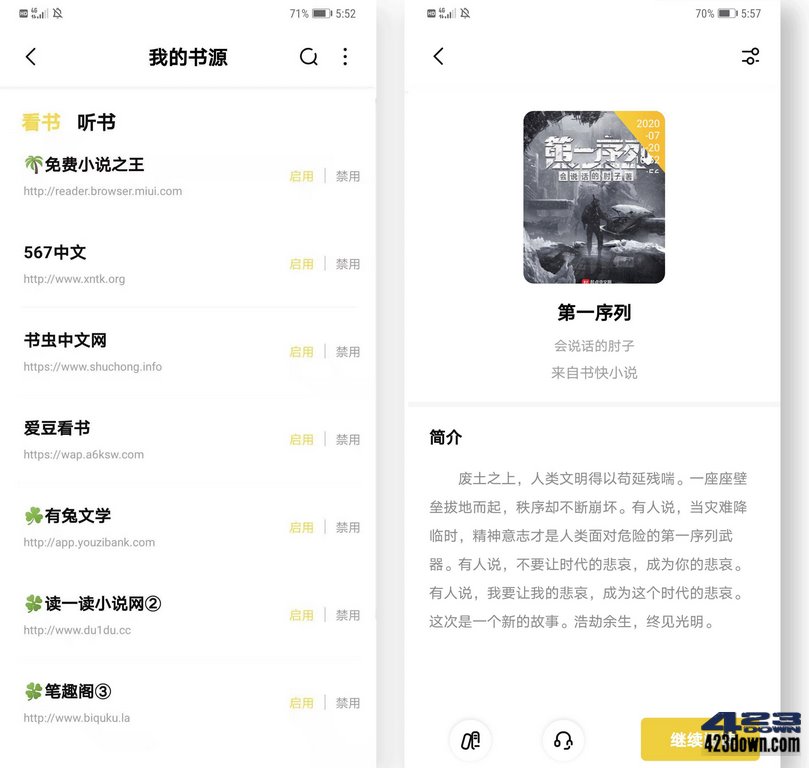 HD 4G 71% 5:52
我的书源
看书 听书
🌴免费小说之王
http://reader.browser.miui.com
启用 | 禁用
567中文
http://www.xntk.org
启用 | 禁用
书虫中文网
https://www.shuchong.info
启用 | 禁用
爱豆看书
https://wap.a6ksw.com
启用 | 禁用
🍀有兔文学
http://app.youzibank.com
启用 | 禁用
🍀读一读小说网②
http://www.du1du.cc
启用 | 禁用
🍀笔趣阁③
http://www.biquku.la
启用 | 禁用
HD 4G 70% 5:57
2020
-07
-20
第一序列
会说话的肘子著
第一序列
会说话的肘子
来自书快小说
简介
废土之上，人类文明得以苟延残喘。一座座壁
垒拔地而起，秩序却不断崩坏。有人说，当灾难降
临时，精神意志才是人类面对危险的第一序列武
器。有人说，不要让时代的悲哀，成为你的悲哀。
有人说，我要让我的悲哀，成为这个时代的悲哀。
这次是一个新的故事。浩劫余生，终见光明。
继续
423
DOWN
423down.com